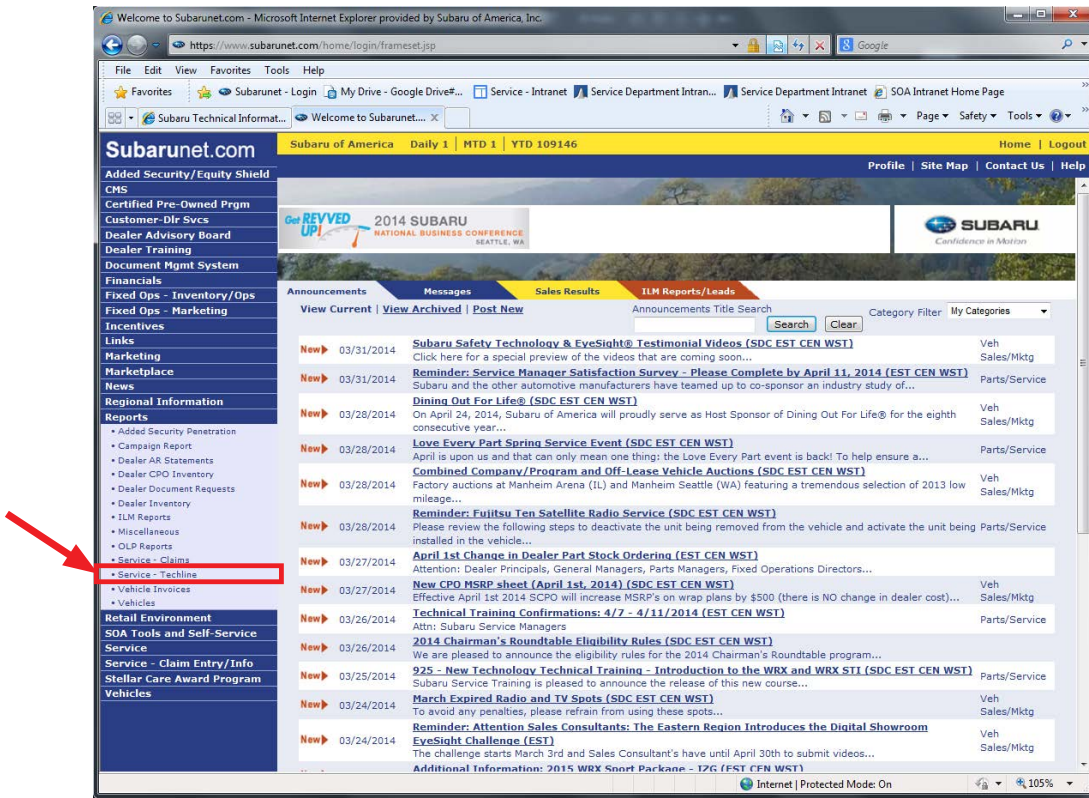 Welcome to Subarunet.com - Microsoft Internet Explorer provided by Subaru of America, Inc.
https://www.subarunet.com/home/login/frameset.jsp
Google
File Edit View Favorites Tools Help
Favorites Subarunet - Login My Drive - Google Drive#... Service - Intranet Service Department Intran... Service Department Intranet SOA Intranet Home Page
Subaru Technical Informat... Welcome to Subarunet.... X Page Safety Tools
Subarunet.com
Subaru of America Daily 1 | MTD 1 | YTD 109146 Home | Logout
Profile | Site Map | Contact Us | Help
Added Security/Equity Shield
CMS
Certified Pre-Owned Prgm
Customer-Dlr Svcs
Dealer Advisory Board
Dealer Training
Document Mgmt System
Financials
Fixed Ops - Inventory/Ops
Fixed Ops - Marketing
Incentives
Links
Marketing
Marketplace
News
Regional Information
Reports
• Added Security Penetration
• Campaign Report
• Dealer AR Statements
• Dealer CPO Inventory
• Dealer Document Requests
• Dealer Inventory
• ILM Reports
• Miscellaneous
• OLP Reports
• Service - Claims
• Service - Techline
• Vehicle Invoices
• Vehicles
Retail Environment
SOA Tools and Self-Service
Service
Service - Claim Entry/Info
Stellar Care Award Program
Vehicles
Get REVVED UP!
2014 SUBARU
NATIONAL BUSINESS CONFERENCE
SEATTLE, WA
SUBARU
Confidence in Motion
Announcements Messages Sales Results ILM Reports/Leads
View Current | View Archived | Post New Announcements Title Search
Search Clear Category Filter My Categories
New 03/31/2014 Subaru Safety Technology & EyeSight® Testimonial Videos (SDC EST CEN WST) Veh
Click here for a special preview of the videos that are coming soon... Sales/Mktg
New 03/31/2014 Reminder: Service Manager Satisfaction Survey - Please Complete by April 11, 2014 (EST CEN WST) Parts/Service
Subaru and the other automotive manufacturers have teamed up to co-sponsor an industry study of...
New 03/28/2014 Dining Out For Life® (SDC EST CEN WST)
On April 24, 2014, Subaru of America will proudly serve as Host Sponsor of Dining Out For Life® for the eighth Veh
consecutive year... Sales/Mktg
New 03/28/2014 Love Every Part Spring Service Event (SDC EST CEN WST) Parts/Service
April is upon us and that can only mean one thing: the Love Every Part event is back! To help ensure a...
New 03/28/2014 Combined Company/Program and Off-Lease Vehicle Auctions (SDC EST CEN WST)
Factory auctions at Manheim Arena (IL) and Manheim Seattle (WA) featuring a tremendous selection of 2013 low Veh
mileage... Sales/Mktg
New 03/28/2014 Reminder: Fujitsu Ten Satellite Radio Service (SDC EST CEN WST)
Please review the following steps to deactivate the unit being removed from the vehicle and activate the unit being Parts/Service
installed in the vehicle...
New 03/27/2014 April 1st Change in Dealer Part Stock Ordering (EST CEN WST)
Attention: Dealer Principals, General Managers, Parts Managers, Fixed Operations Directors...
New 03/27/2014 New CPO MSRP sheet (April 1st, 2014) (SDC EST CEN WST) Veh
Effective April 1st 2014 SCPO will increase MSRP's on wrap plans by $500 (there is NO change in dealer cost)... Sales/Mktg
New 03/26/2014 Technical Training Confirmations: 4/7 - 4/11/2014 (EST CEN WST) Parts/Service
Attn: Subaru Service Managers
New 03/26/2014 2014 Chairman's Roundtable Eligibility Rules (SDC EST CEN WST)
We are pleased to announce the eligibility rules for the 2014 Chairman's Roundtable program...
New 03/25/2014 925 - New Technology Technical Training - Introduction to the WRX and WRX STI (SDC EST CEN WST) Parts/Service
Subaru Service Training is pleased to announce the release of this new course...
New 03/24/2014 March Expired Radio and TV Spots (SDC EST CEN WST) Veh
To avoid any penalties, please refrain from using these spots... Sales/Mktg
New 03/24/2014 Reminder: Attention Sales Consultants: The Eastern Region Introduces the Digital Showroom
EyeSight Challenge (EST) Veh
The challenge starts March 3rd and Sales Consultant's have until April 30th to submit videos... Sales/Mktg
Additional Information: 2015 WRX Sport Package - IZG (EST CEN WST)
Internet | Protected Mode: On 105%